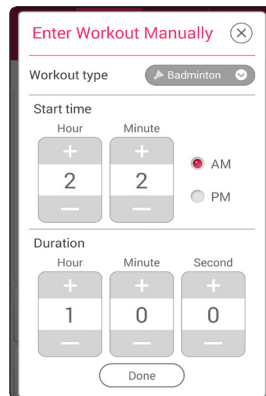 Enter Workout Manually
Workout type Badminton
Start time
Hour Minute
+ +
2 2
— —
AM
PM
Duration
Hour Minute Second
+ + +
1 0 0
— — —
Done